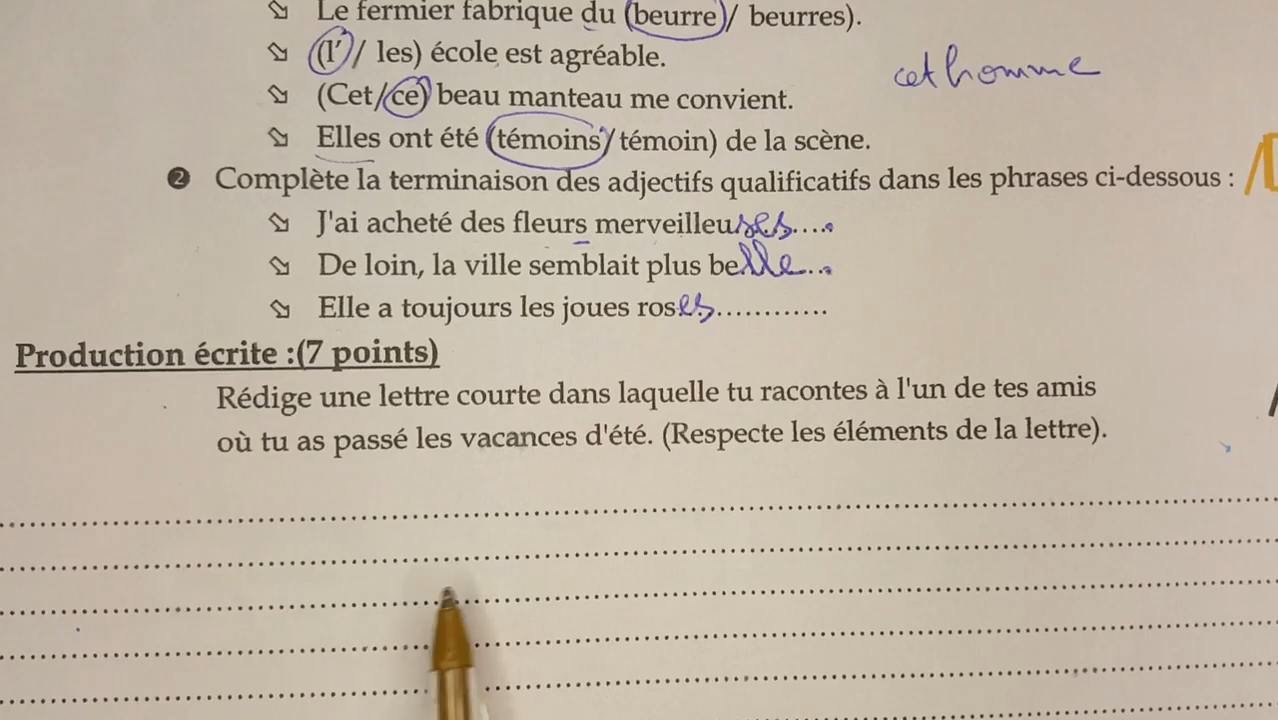 Le fermier fabrique du (beurre / beurres).
(l' / les) école est agréable.
cet homme
(Cet/ce) beau manteau me convient.
Elles ont été (témoins/témoin) de la scène.
❷ Complète la terminaison des adjectifs qualificatifs dans les phrases ci-dessous :
J'ai acheté des fleurs merveilleuses.....
De loin, la ville semblait plus belle...
Elle a toujours les joues roses............
Production écrite :(7 points)
Rédige une lettre courte dans laquelle tu racontes à l'un de tes amis
où tu as passé les vacances d'été. (Respecte les éléments de la lettre).